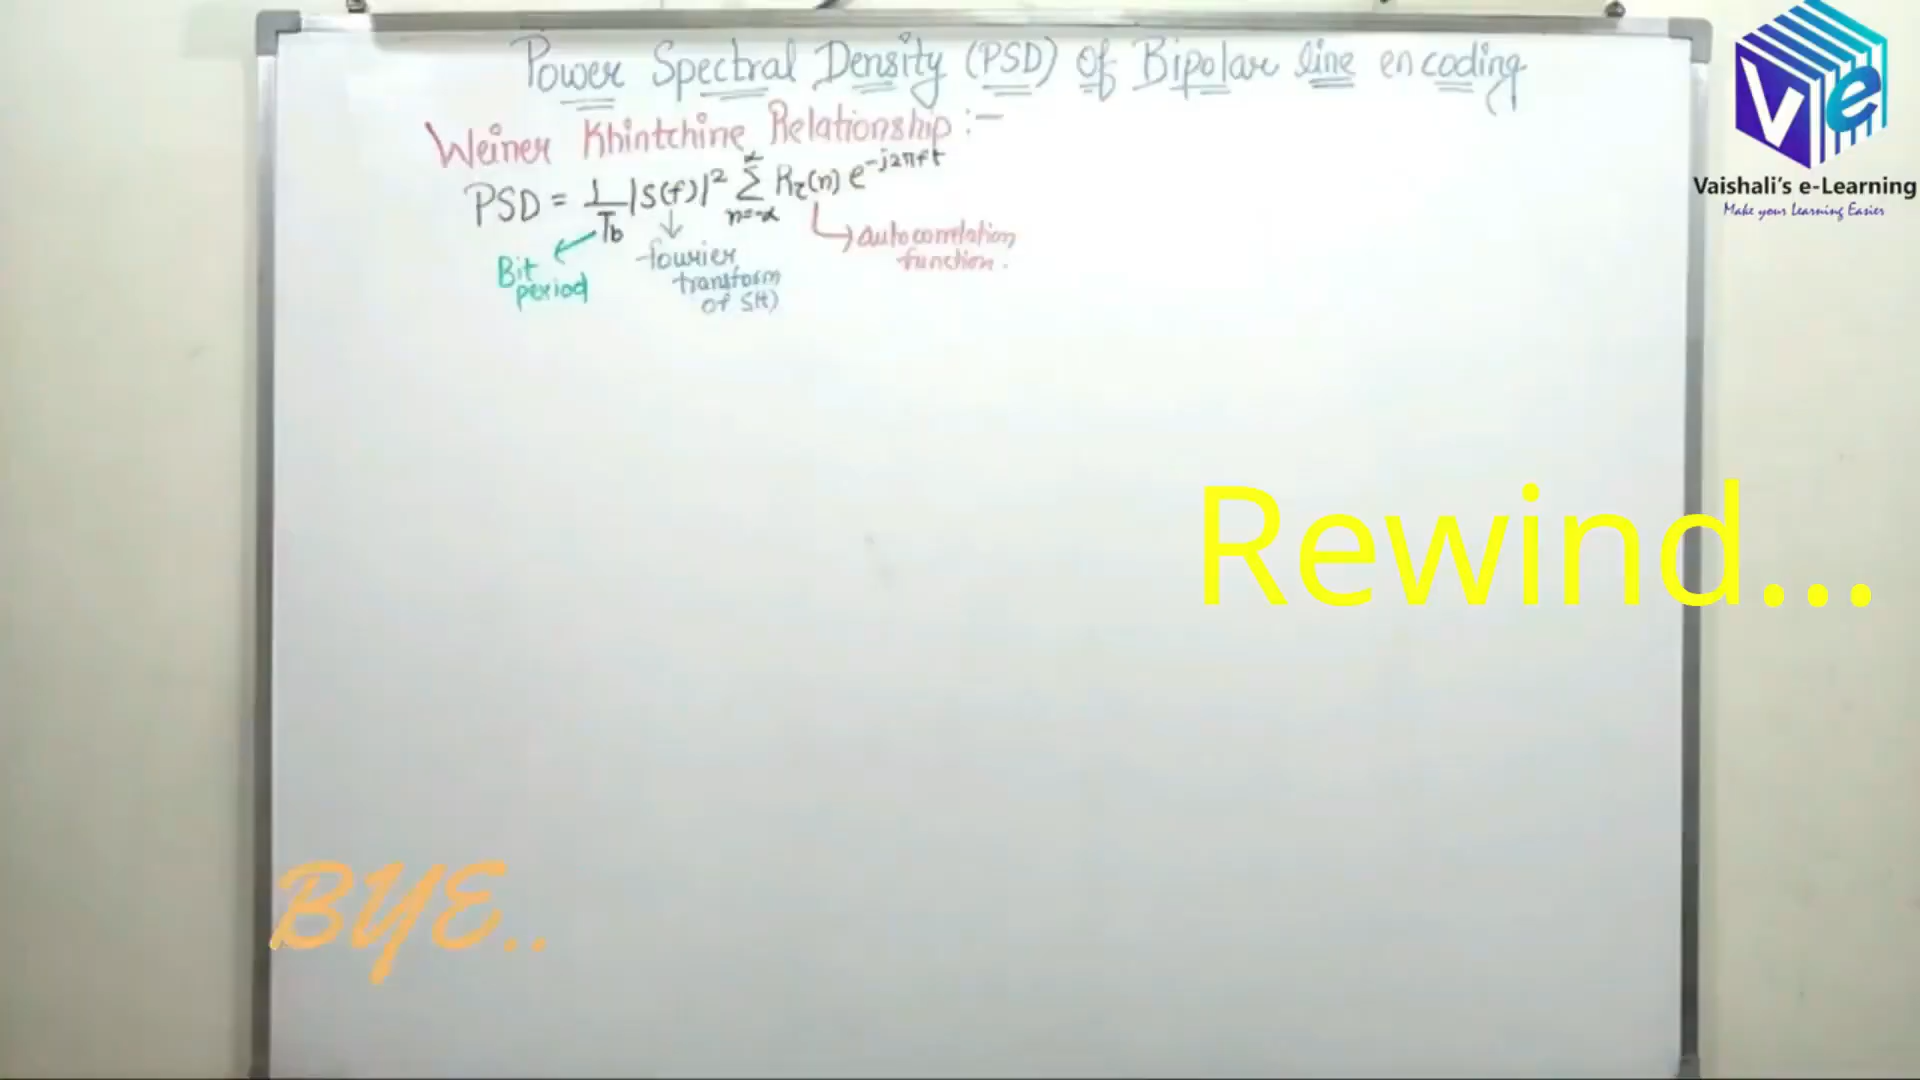 Power Spectral Density (PSD) of Bipolar line encoding
Weiner Khintchine Relationship :-
PSD = 1/Tb |S(f)|² ∑ n=-∝ ∝ Rz(n) e^-j2πft
Bit period
fourier transform of S(t)
autocorrelation function.
Rewind...
BYE..
Ve
Vaishali's e-Learning
Make your Learning Easier